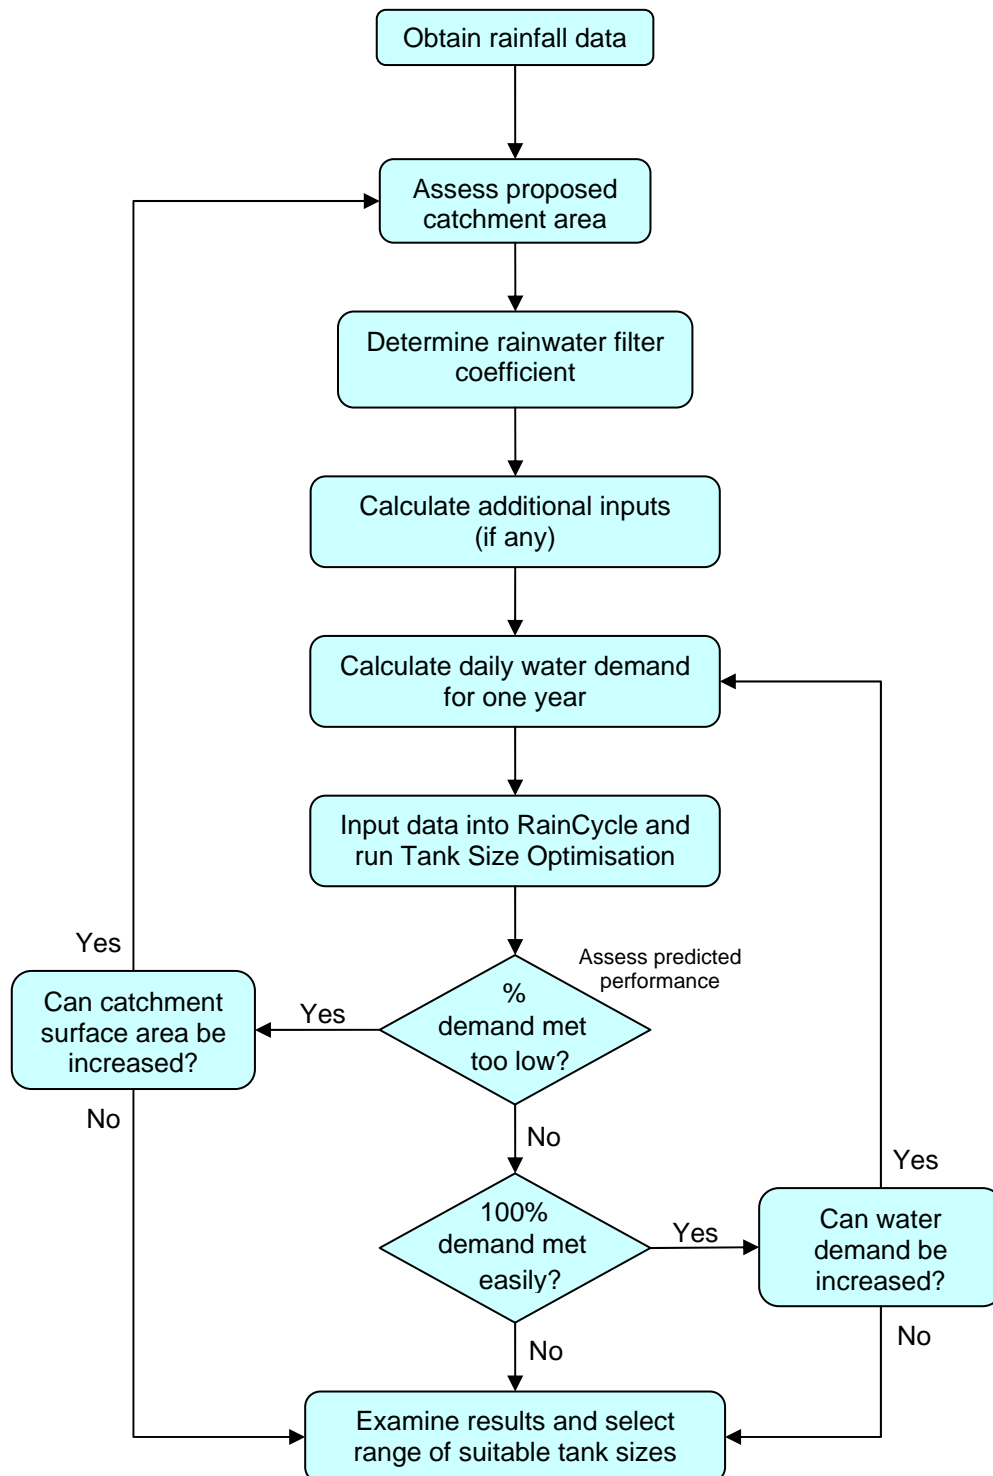 Obtain rainfall data
Assess proposed
catchment area
Determine rainwater filter
coefficient
Calculate additional inputs
(if any)
Calculate daily water demand
for one year
Input data into RainCycle and
run Tank Size Optimisation
Assess predicted
performance
%
demand met
too low?
Yes
Can catchment
surface area be
increased?
Yes
No
No
100%
demand met
easily?
Yes
Can water
demand be
increased?
Yes
No
No
Examine results and select
range of suitable tank sizes